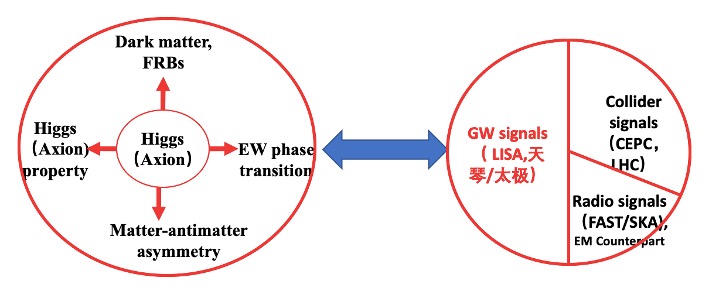 Dark matter,
FRBs
Higgs
（Axion）
property
Higgs
（Axion）
EW phase
transition
Matter-antimatter
asymmetry
GW signals
（ LISA,天
琴/太极）
Collider
signals
（CEPC，
LHC）
Radio signals
（FAST/SKA),
EM Counterpart